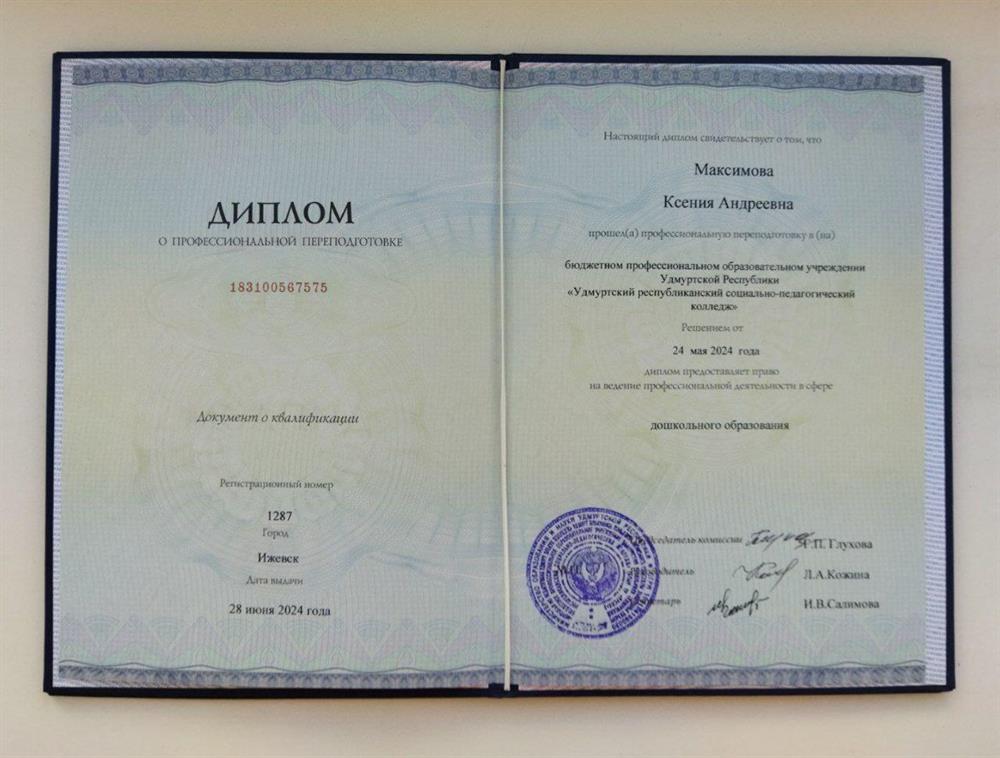 ДИПЛОМ
О ПРОФЕССИОНАЛЬНОЙ ПЕРЕПОДГОТОВКЕ
183100567575
Документ о квалификации
Регистрационный номер
1287
Город
Ижевск
Дата выдачи
28 июня 2024 года
Настоящий диплом свидетельствует о том, что
Максимова
Ксения Андреевна
прошел(а) профессиональную переподготовку в (на)
бюджетном профессиональном образовательном учреждении
Удмуртской Республики
«Удмуртский республиканский социально-педагогический
колледж»
Решением от
24 мая 2024 года
диплом предоставляет право
на ведение профессиональной деятельности в сфере
дошкольного образования
Председатель комиссии Г.П. Глухова
Руководитель Л.А.Кожина
Секретарь И.В.Салимова